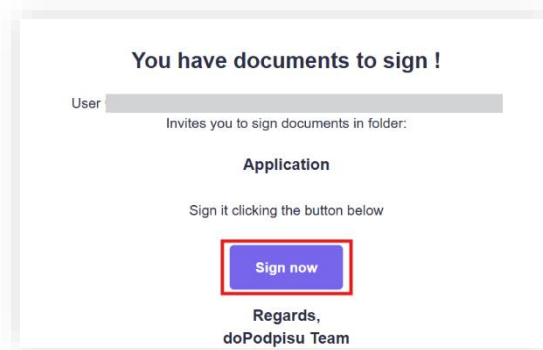 You have documents to sign !
User
Invites you to sign documents in folder:
Application
Sign it clicking the button below
Sign now
Regards,
doPodpisu Team